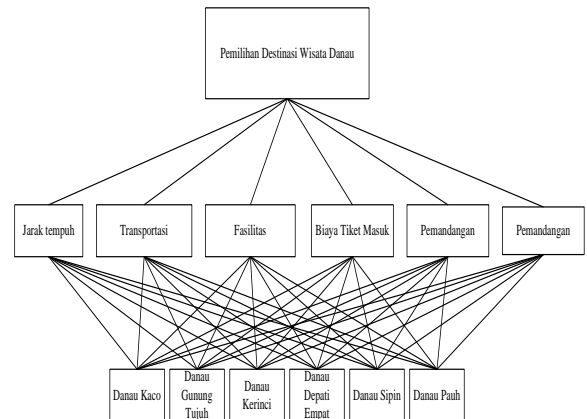 Pemilihan Destinasi Wisata Danau
Jarak tempuh
Transportasi
Fasilitas
Biaya Tiket Masuk
Pemandangan
Pemandangan
Danau Kaco
Danau
Gunung
Tujuh
Danau
Kerinci
Danau
Depati
Empat
Danau Sipin
Danau Pauh